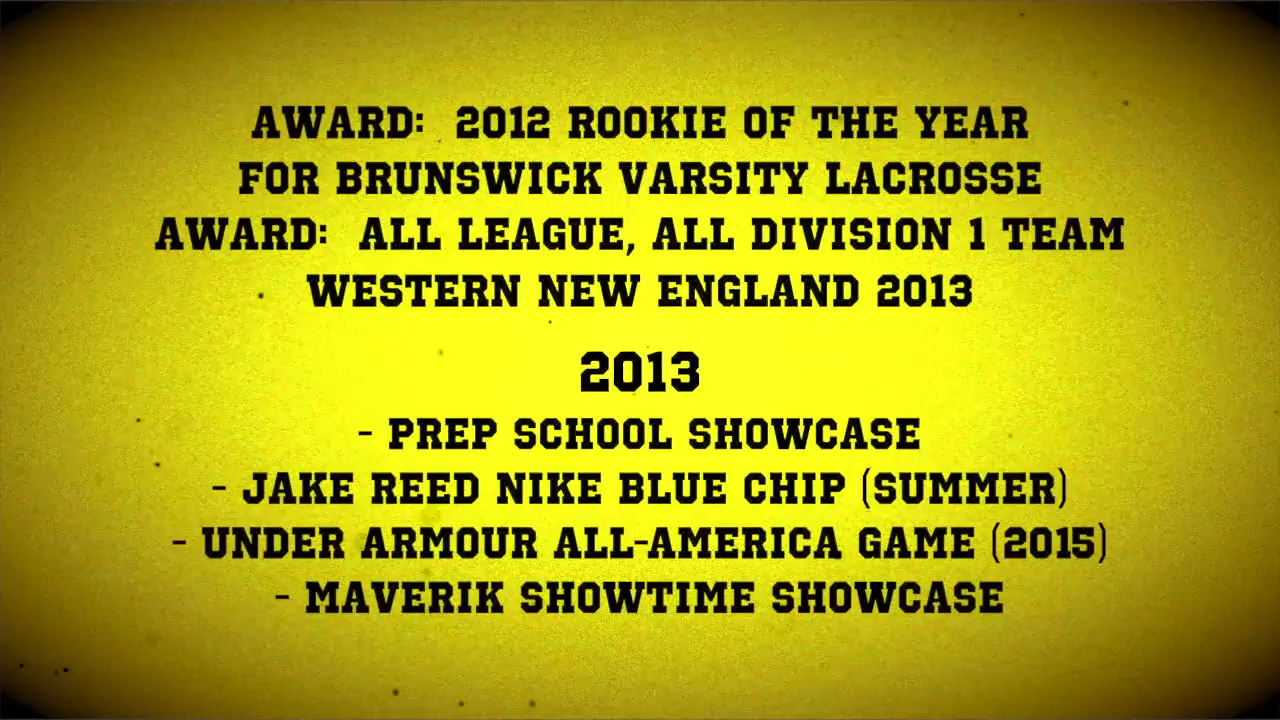 AWARD:  2012 ROOKIE OF THE YEAR
FOR BRUNSWICK VARSITY LACROSSE
AWARD:  ALL LEAGUE, ALL DIVISION 1 TEAM
WESTERN NEW ENGLAND 2013
2013
- PREP SCHOOL SHOWCASE
- JAKE REED NIKE BLUE CHIP (SUMMER)
- UNDER ARMOUR ALL-AMERICA GAME (2015)
- MAVERIK SHOWTIME SHOWCASE